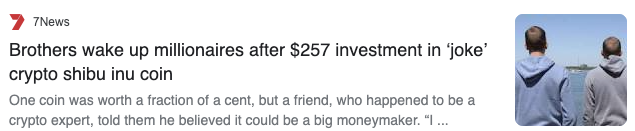 7News
Brothers wake up millionaires after $257 investment in ‘joke’
crypto shibu inu coin
One coin was worth a fraction of a cent, but a friend, who happened to be a
crypto expert, told them he believed it could be a big moneymaker. “I ...